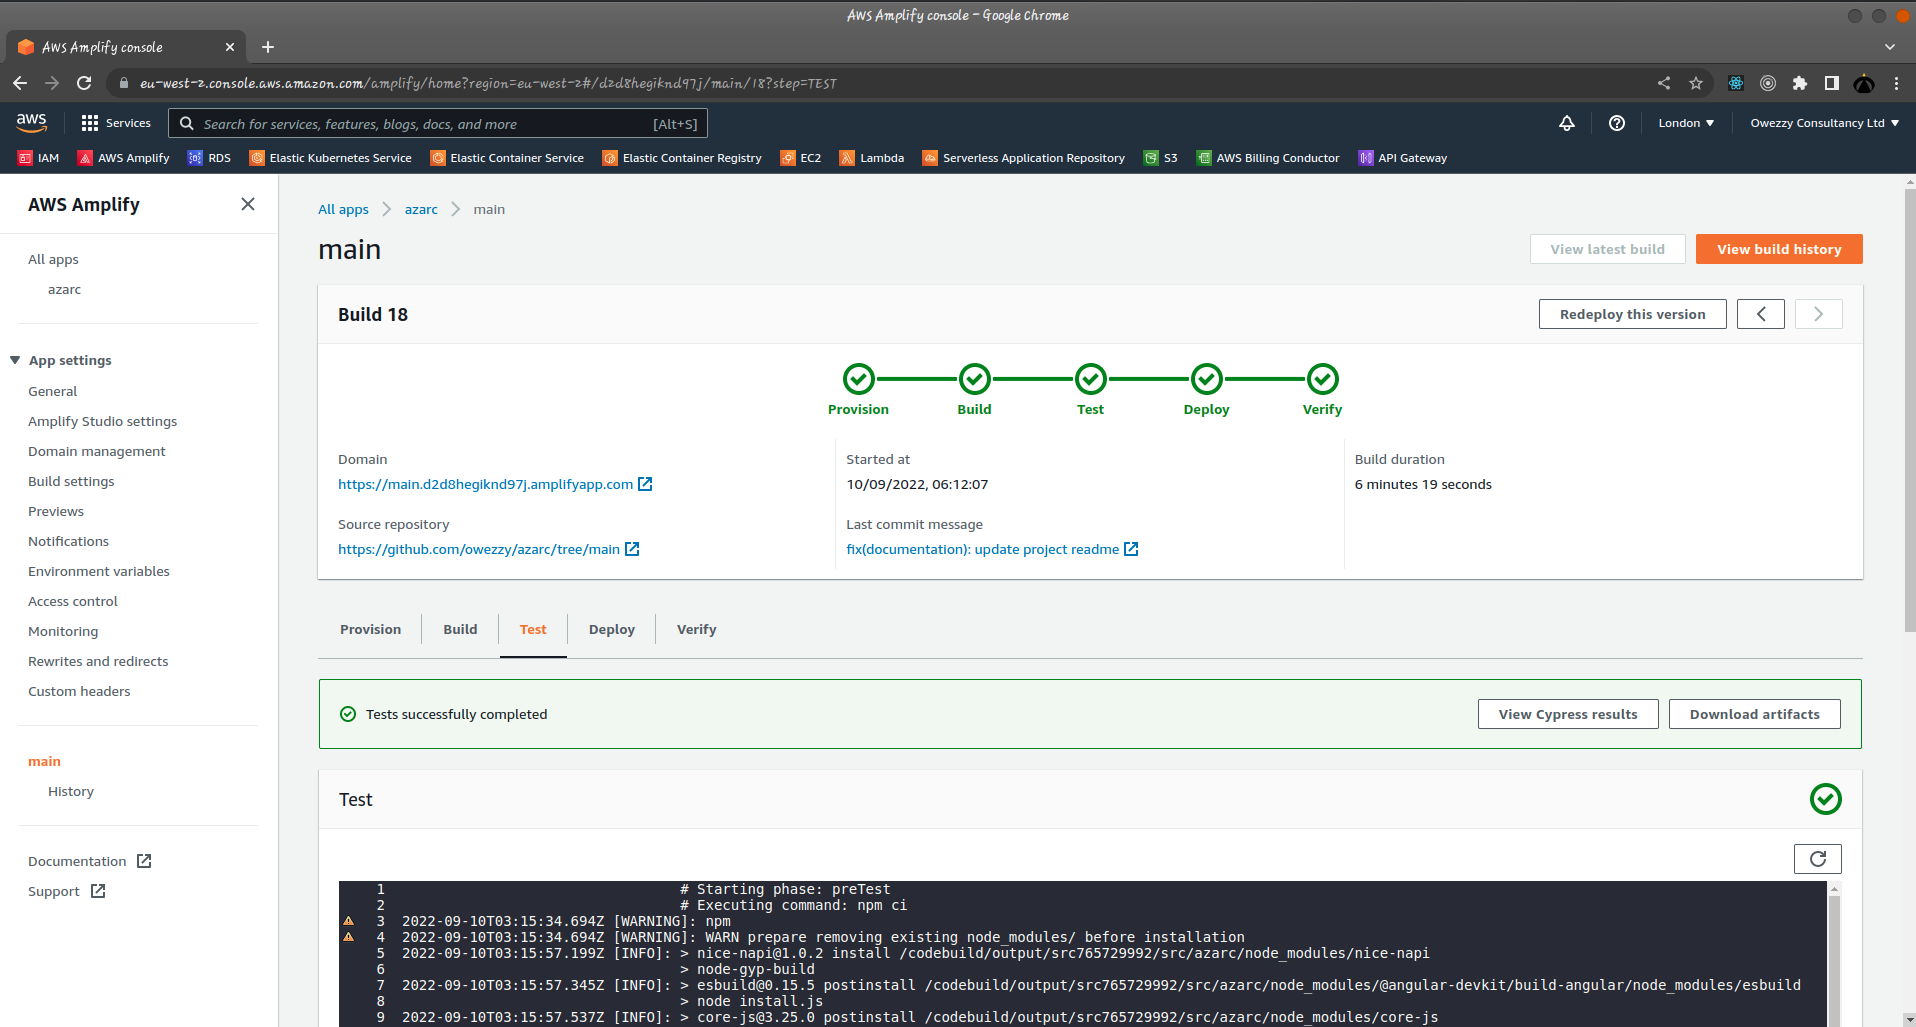 AWS Amplify console - Google Chrome
AWS Amplify console
eu-west-2.console.aws.amazon.com/amplify/home?region=eu-west-2#/d2d8hegiknd97j/main/18?step=TEST
aws Services Search for services, features, blogs, docs, and more [Alt+S] London Owezzy Consultancy Ltd
IAM AWS Amplify RDS Elastic Kubernetes Service Elastic Container Service Elastic Container Registry EC2 Lambda Serverless Application Repository S3 AWS Billing Conductor API Gateway
AWS Amplify
All apps
azarc
App settings
General
Amplify Studio settings
Domain management
Build settings
Previews
Notifications
Environment variables
Access control
Monitoring
Rewrites and redirects
Custom headers
main
History
Documentation
Support
All apps azarc main
main
View latest build View build history
Build 18
Redeploy this version
Provision Build Test Deploy Verify
Domain
https://main.d2d8hegiknd97j.amplifyapp.com
Source repository
https://github.com/owezzy/azarc/tree/main
Started at
10/09/2022, 06:12:07
Last commit message
fix(documentation): update project readme
Build duration
6 minutes 19 seconds
Provision Build Test Deploy Verify
Tests successfully completed
View Cypress results Download artifacts
Test
1 # Starting phase: preTest
2 # Executing command: npm ci
3 2022-09-10T03:15:34.694Z [WARNING]: npm
4 2022-09-10T03:15:34.694Z [WARNING]: WARN prepare removing existing node_modules/ before installation
5 2022-09-10T03:15:57.199Z [INFO]: > nice-napi@1.0.2 install /codebuild/output/src765729992/src/azarc/node_modules/nice-napi
6 > node-gyp-build
7 2022-09-10T03:15:57.345Z [INFO]: > esbuild@0.15.5 postinstall /codebuild/output/src765729992/src/azarc/node_modules/@angular-devkit/build-angular/node_modules/esbuild
8 > node install.js
9 2022-09-10T03:15:57.537Z [INFO]: > core-js@3.25.0 postinstall /codebuild/output/src765729992/src/azarc/node_modules/core-js